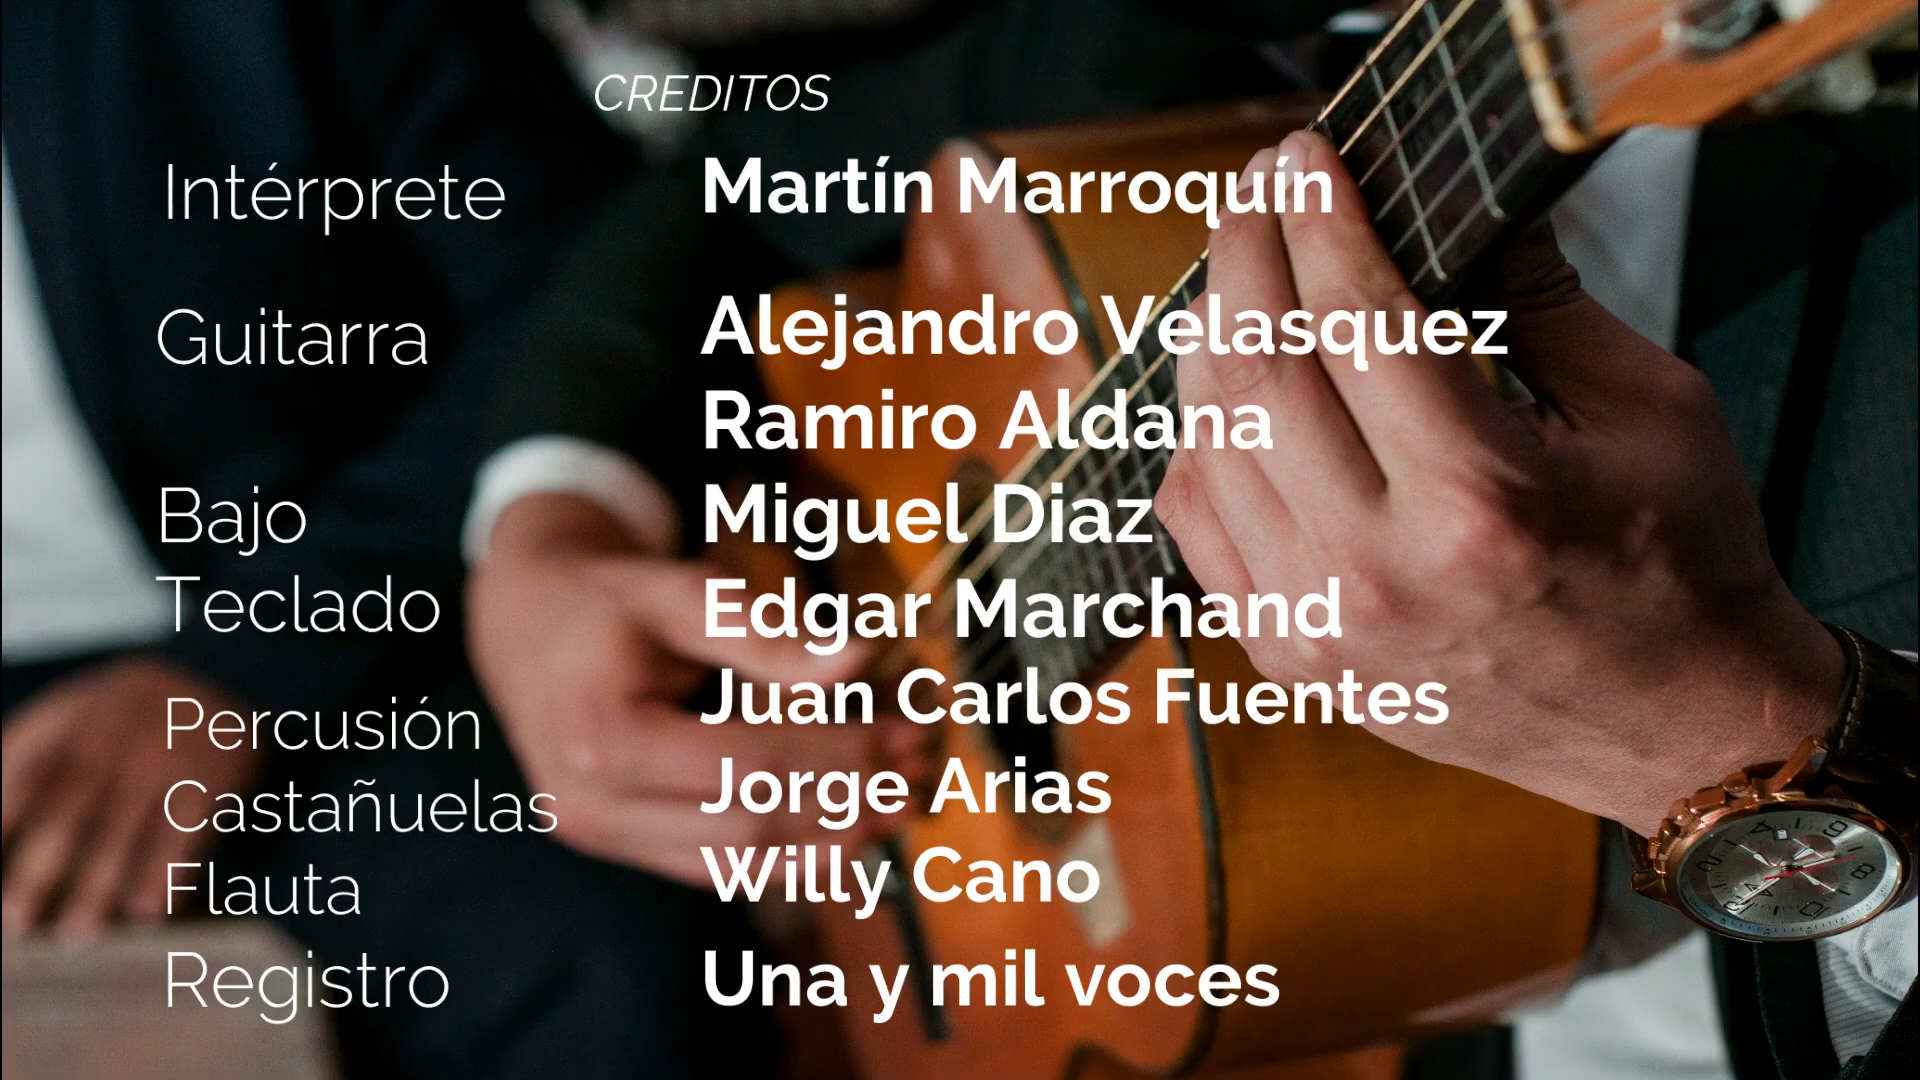 CREDITOS
Intérprete Martín Marroquín
Guitarra Alejandro Velasquez
Ramiro Aldana
Bajo Miguel Diaz
Teclado Edgar Marchand
Percusión Juan Carlos Fuentes
Castañuelas Jorge Arias
Flauta Willy Cano
Registro Una y mil voces